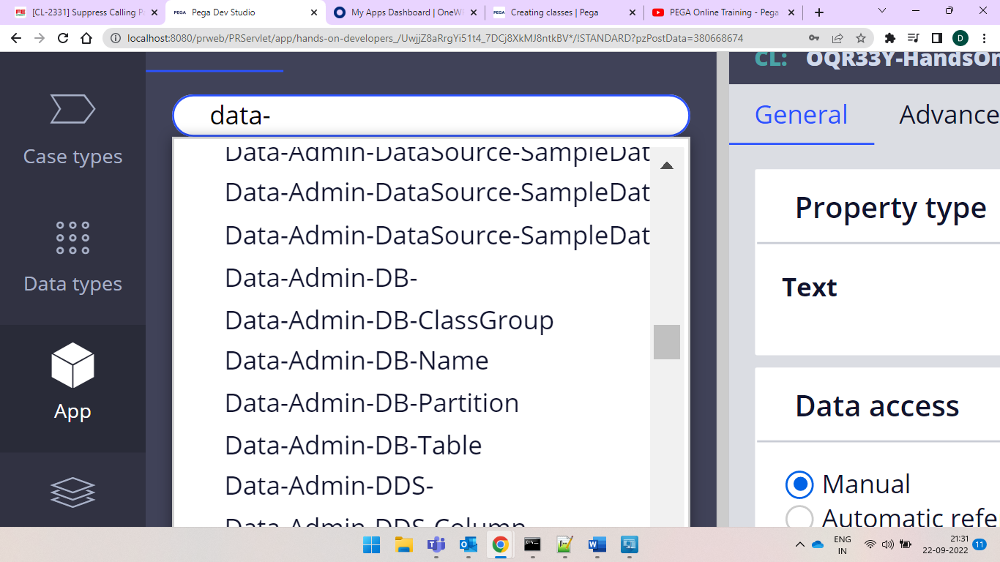 [CL-2331] Suppress Calling Pa
Pega Dev Studio
My Apps Dashboard | OneW
Creating classes | Pega
PEGA Online Training - Pega
localhost:8080/prweb/PRServlet/app/hands-on-developers_/UwjjZ8aRrgYi51t4_7DCj8XkMJ8ntkBV*/!STANDARD?pzPostData=380668674
D
CL: OQR33Y-HandsOn
data-
General Advance
Case types
Data-Admin-DataSource-SampleDat
Data-Admin-DataSource-SampleDat
Property type
Data-Admin-DataSource-SampleDat
Data types
Data-Admin-DB-
Text
Data-Admin-DB-ClassGroup
Data-Admin-DB-Name
Data-Admin-DB-Partition
Data access
App
Data-Admin-DB-Table
Data-Admin-DDS-
Manual
Data-Admin-DDS-Column
Automatic refe
ENG
IN
21:31
22-09-2022
11